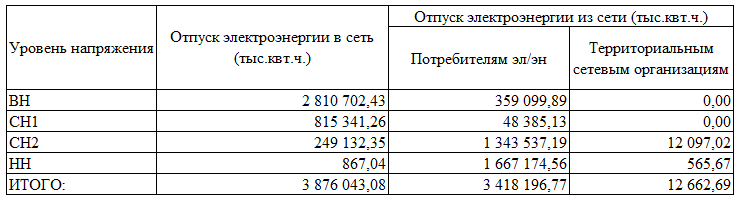 Уровень напряжения
Отпуск электроэнергии в сеть
(тыс.квт.ч.)
Отпуск электроэнергии из сети (тыс.квт.ч.)
Потребителям эл/эн
Территориальным
сетевым организациям
ВН 2 810 702,43 359 099,89 0,00
СН1 815 341,26 48 385,13 0,00
СН2 249 132,35 1 343 537,19 12 097,02
НН 867,04 1 667 174,56 565,67
ИТОГО: 3 876 043,08 3 418 196,77 12 662,69